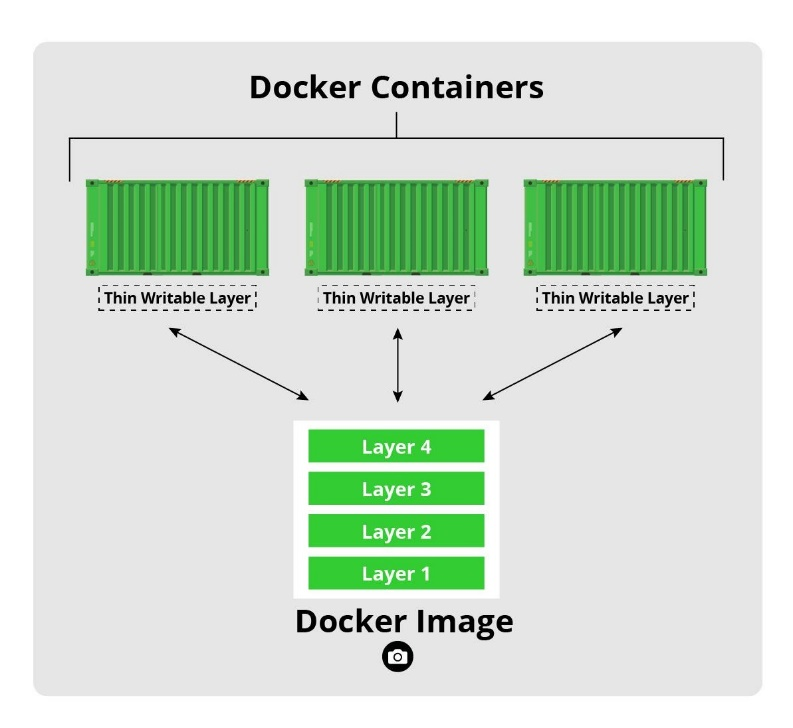 Docker Containers
Thin Writable Layer
Thin Writable Layer
Thin Writable Layer
Layer 4
Layer 3
Layer 2
Layer 1
Docker Image